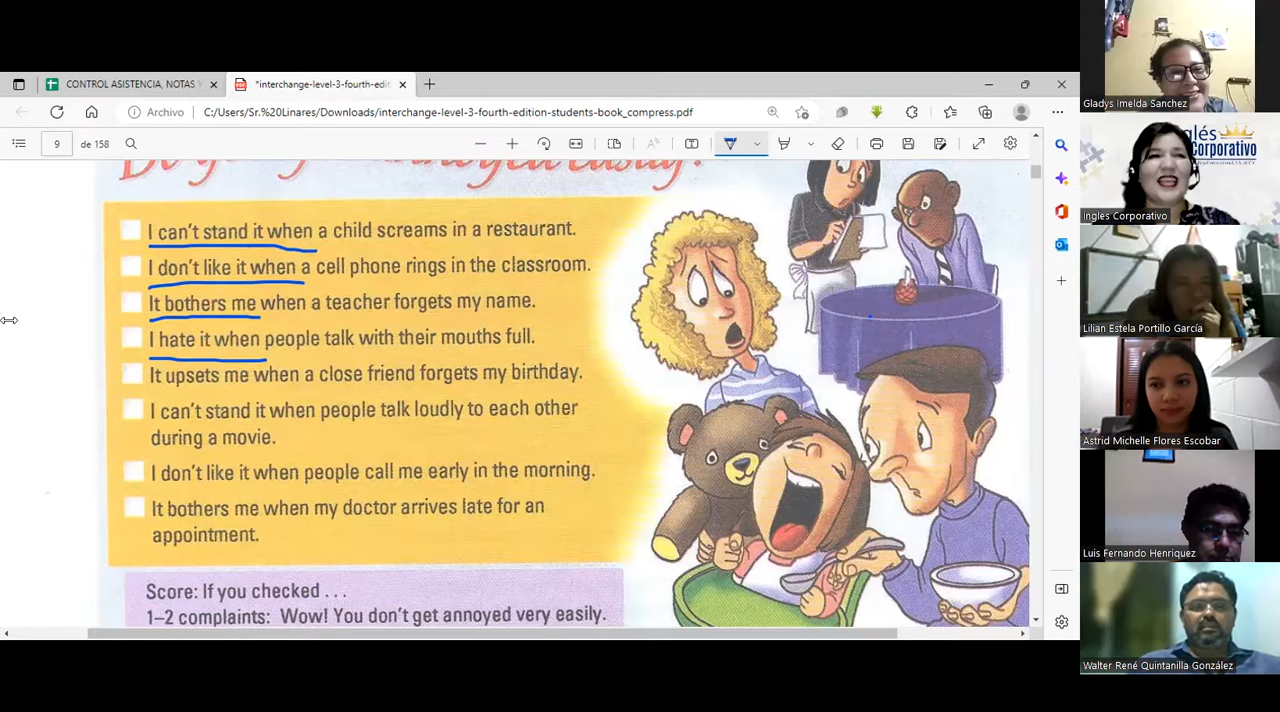 CONTROL ASISTENCIA, NOTAS
*interchange-level-3-fourth-edit
Archivo
C:/Users/Sr.%20Linares/Downloads/interchange-level-3-fourth-edition-students-book_compress.pdf
9 de 158
I can't stand it when a child screams in a restaurant.
I don't like it when a cell phone rings in the classroom.
It bothers me when a teacher forgets my name.
I hate it when people talk with their mouths full.
It upsets me when a close friend forgets my birthday.
I can't stand it when people talk loudly to each other
during a movie.
I don't like it when people call me early in the morning.
It bothers me when my doctor arrives late for an
appointment.
Score: If you checked . . .
1–2 complaints: Wow! You don't get annoyed very easily.
Gladys Imelda Sanchez
Inglés
Corporativo
Ingles Corporativo
Lilian Estela Portillo García
Astrid Michelle Flores Escobar
Luis Fernando Henriquez
Walter René Quintanilla González